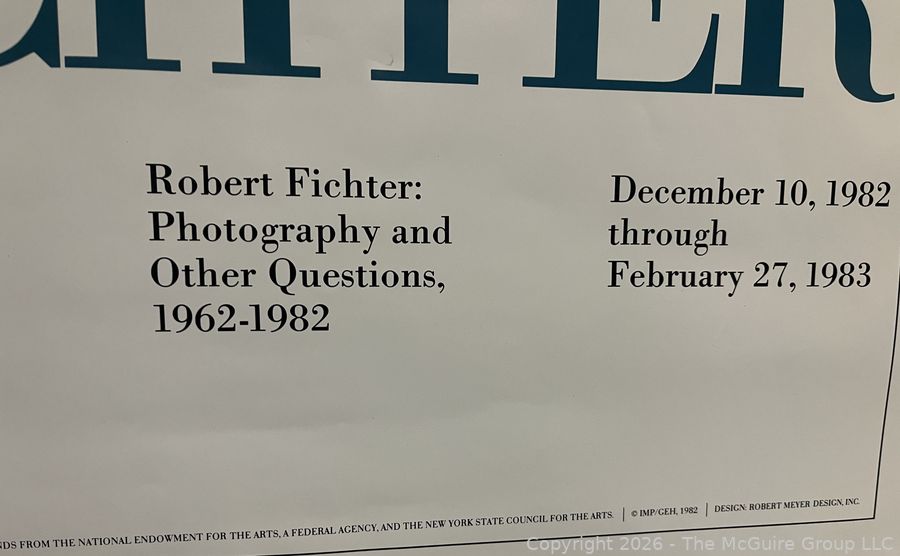 Robert Fichter:
Photography and
Other Questions,
1962-1982
December 10, 1982
through
February 27, 1983
FROM THE NATIONAL ENDOWMENT FOR THE ARTS, A FEDERAL AGENCY, AND THE NEW YORK STATE COUNCIL FOR THE ARTS. | © IMP/GEH, 1982 | DESIGN: ROBERT MEYER DESIGN, INC.
Copyright 2026 - The McGuire Group LLC